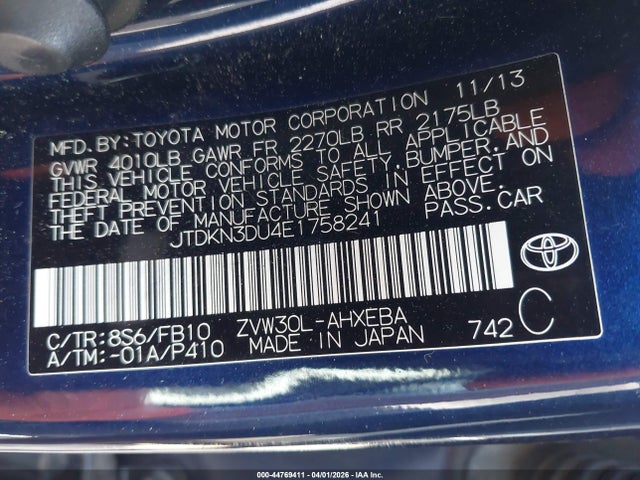 MFD.BY:TOYOTA MOTOR CORPORATION 11/13
GVWR 4010LB GAWR FR 2270LB RR 2175LB
THIS VEHICLE CONFORMS TO ALL APPLICABLE
FEDERAL MOTOR VEHICLE SAFETY,BUMPER,AND
THEFT PREVENTION STANDARDS IN EFFECT ON
THE DATE OF MANUFACTURE SHOWN ABOVE.
JTDKN3DU4E1758241 PASS.CAR
C/TR:8S6/FB10 ZVW30L-AHXEBA
A/TM:-01A/P410 MADE IN JAPAN 742 C
000-44769411 - 04/01/2026 - IAA Inc.